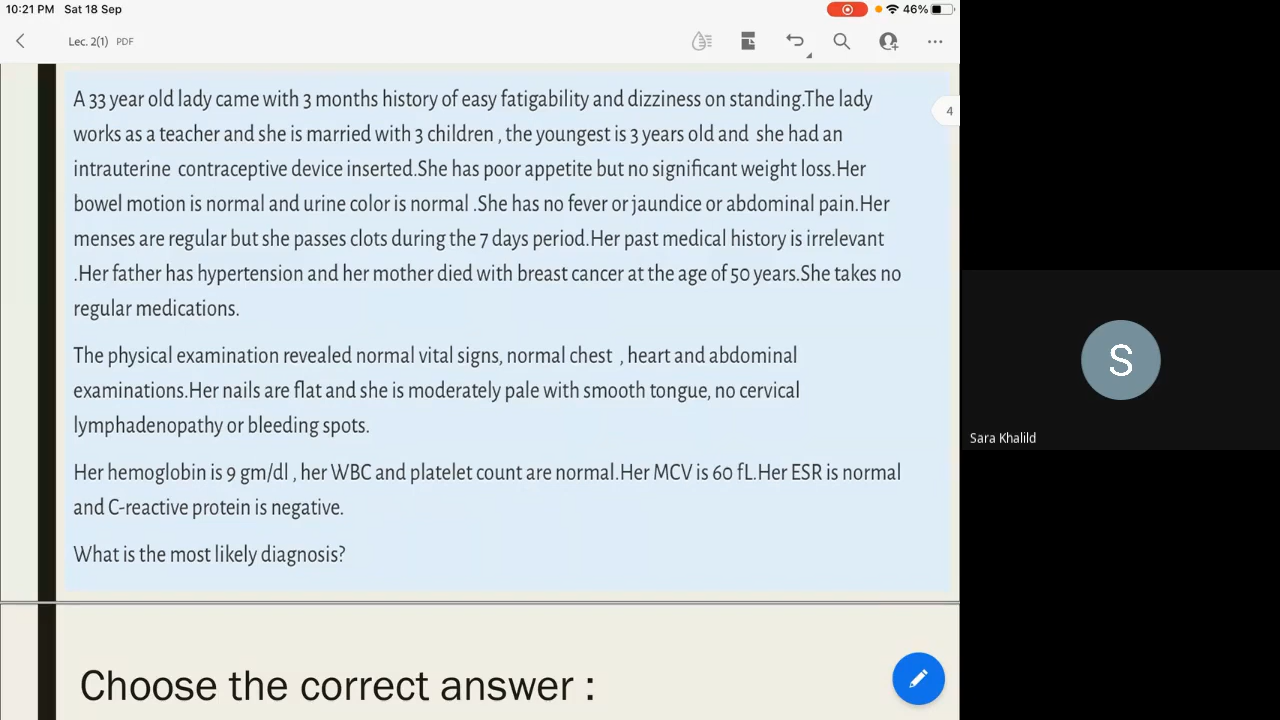 10:21 PM Sat 18 Sep
46%
Lec. 2(1) PDF
4
A 33 year old lady came with 3 months history of easy fatigability and dizziness on standing.The lady
works as a teacher and she is married with 3 children , the youngest is 3 years old and she had an
intrauterine contraceptive device inserted.She has poor appetite but no significant weight loss.Her
bowel motion is normal and urine color is normal .She has no fever or jaundice or abdominal pain.Her
menses are regular but she passes clots during the 7 days period.Her past medical history is irrelevant
.Her father has hypertension and her mother died with breast cancer at the age of 50 years.She takes no
regular medications.
The physical examination revealed normal vital signs, normal chest , heart and abdominal
examinations.Her nails are flat and she is moderately pale with smooth tongue, no cervical
lymphadenopathy or bleeding spots.
Her hemoglobin is 9 gm/dl , her WBC and platelet count are normal.Her MCV is 60 fL.Her ESR is normal
and C-reactive protein is negative.
What is the most likely diagnosis?
Choose the correct answer :
S
Sara Khalild